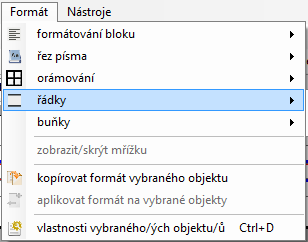 Formát Nástroje
formátování bloku
řez písma
orámování
řádky
buňky
zobrazit/skrýt mřížku
kopírovat formát vybraného objektu
aplikovat formát na vybrané objekty
vlastnosti vybraného/ých objektu/ů Ctrl+D